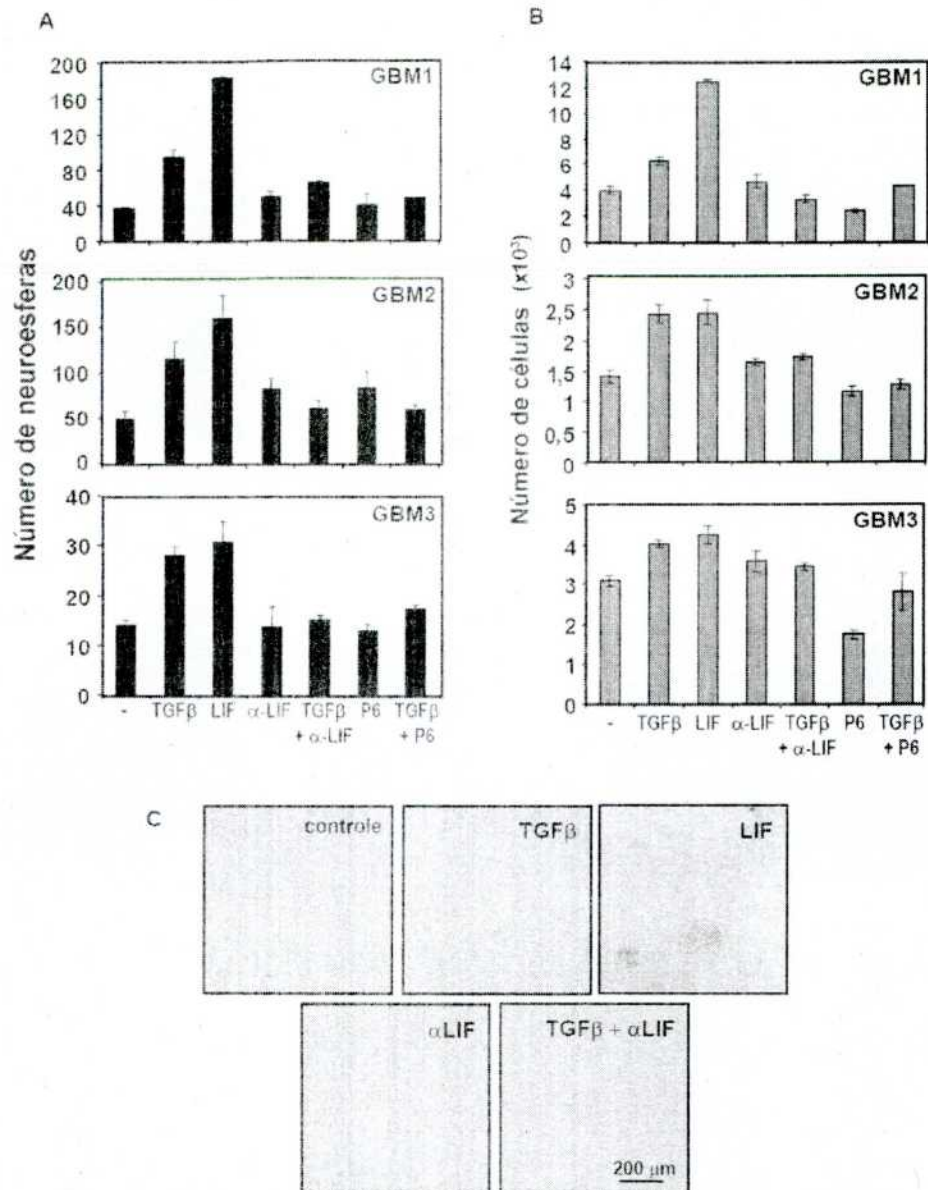 A
B
Número de neuroesferas
GBM1
200
160
120
80
40
0
GBM2
200
150
100
50
0
GBM3
40
30
20
10
0
- TGFβ LIF α-LIF TGFβ P6 TGFβ
+ α-LIF + P6
Número de células (x10³)
GBM1
14
12
10
8
6
4
2
0
GBM2
3
2,5
2
1,5
1
0,5
0
GBM3
5
4
3
2
1
0
- TGFβ LIF α-LIF TGFβ P6 TGFβ
+ α-LIF + P6
C
controle
TGFβ
LIF
αLIF
TGFβ + αLIF
200 µm